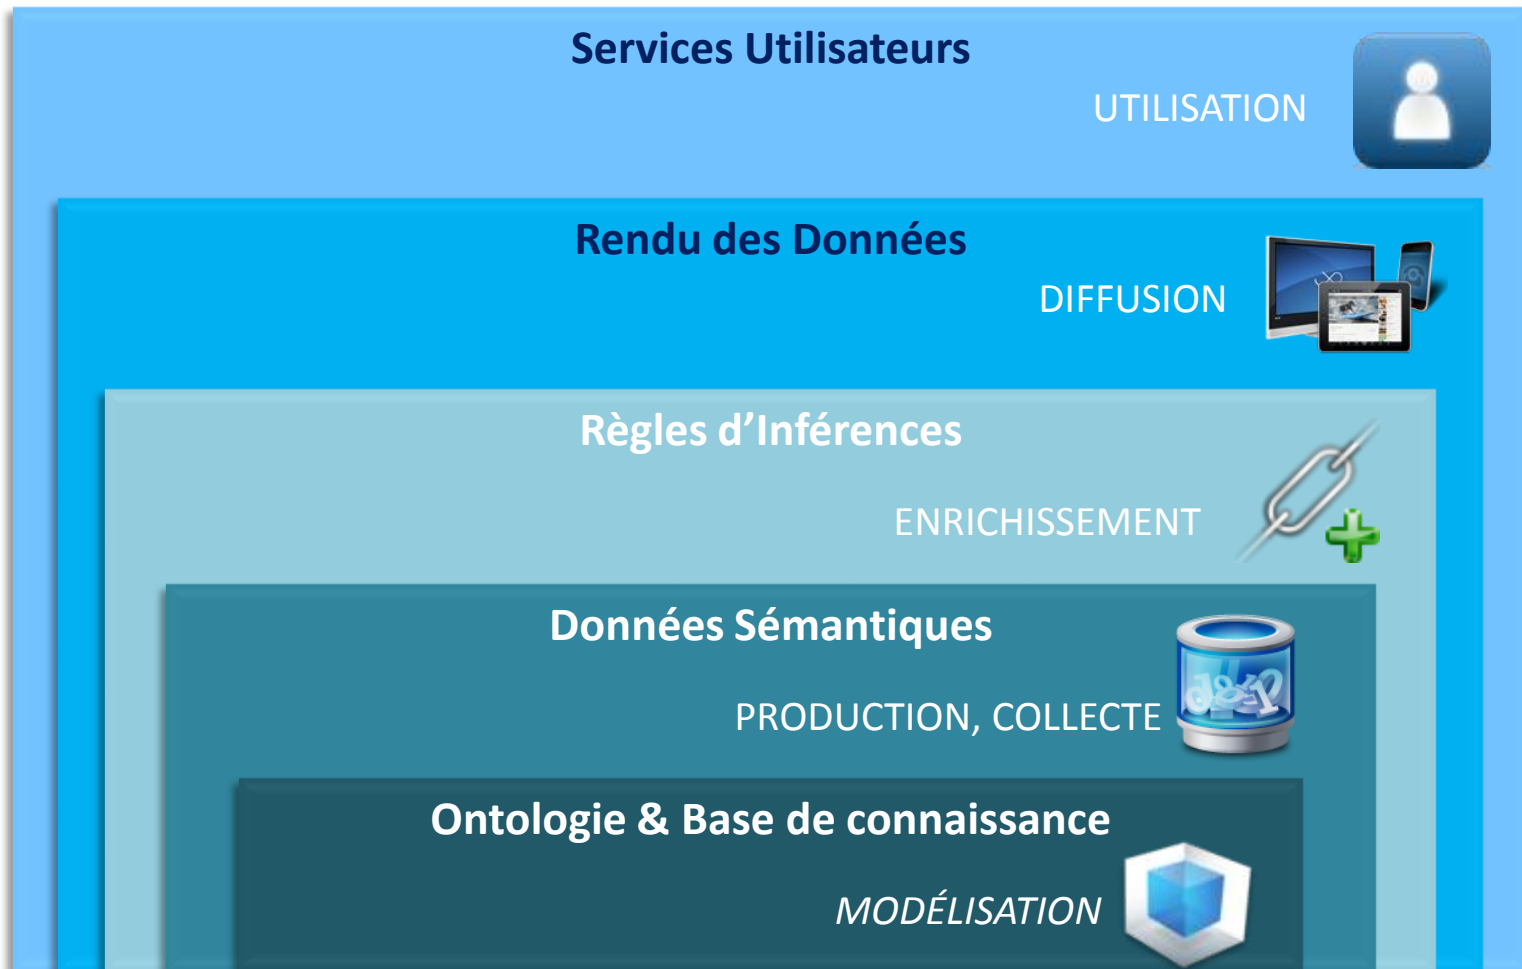 Services Utilisateurs
UTILISATION
Rendu des Données
DIFFUSION
Règles d’Inférences
ENRICHISSEMENT
Données Sémantiques
PRODUCTION, COLLECTE
Ontologie & Base de connaissance
MODÉLISATION